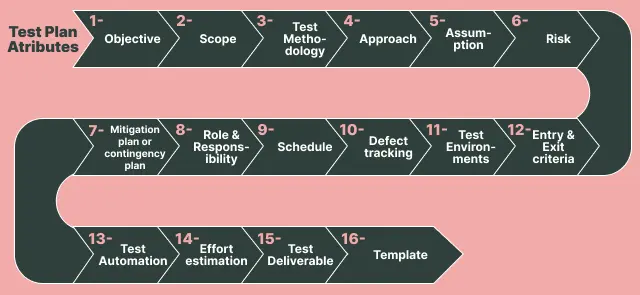 Test Plan
Atributes
1-
Objective
2-
Scope
3-
Test
Metho-
dology
4-
Approach
5-
Assum-
ption
6-
Risk
7-
Mitigation
plan or
contingency
plan
8-
Role &
Respons-
ibility
9-
Schedule
10-
Defect
tracking
11-
Test
Environ-
ments
12-
Entry &
Exit
criteria
13-
Test
Automation
14-
Effort
estimation
15-
Test
Deliverable
16-
Template